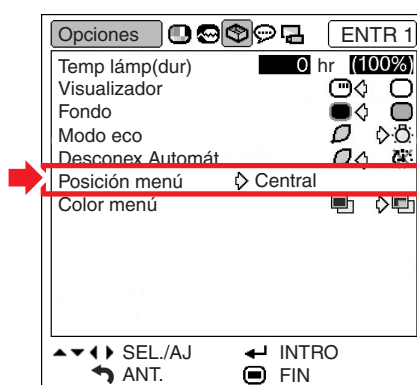 Opciones ENTR 1
Temp lámp(dur) 0 hr (100%)
Visualizador
Fondo
Modo eco
Desconex Automát
Posición menú Central
Color menú
SEL./AJ INTRO
ANT. FIN